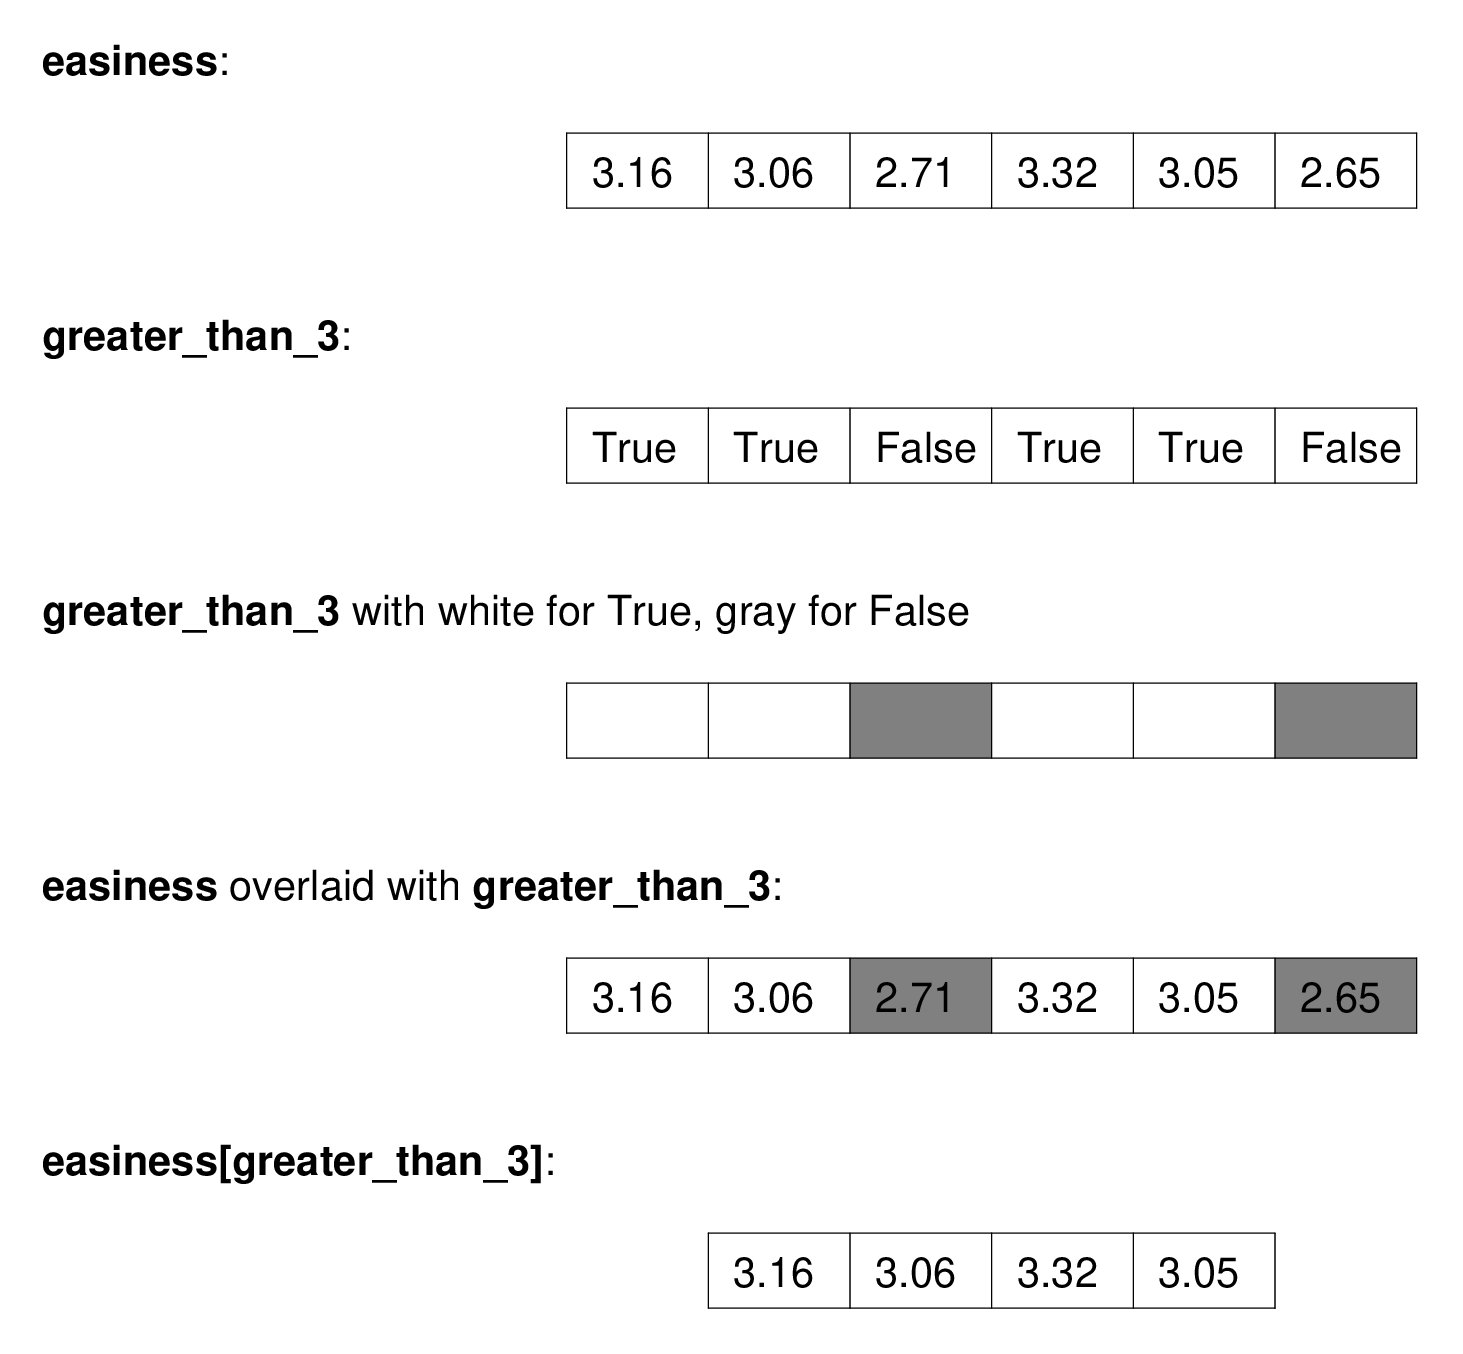 easiness:
3.16 3.06 2.71 3.32 3.05 2.65
greater_than_3:
True True False True True False
greater_than_3 with white for True, gray for False
easiness overlaid with greater_than_3:
3.16 3.06 2.71 3.32 3.05 2.65
easiness[greater_than_3]:
3.16 3.06 3.32 3.05